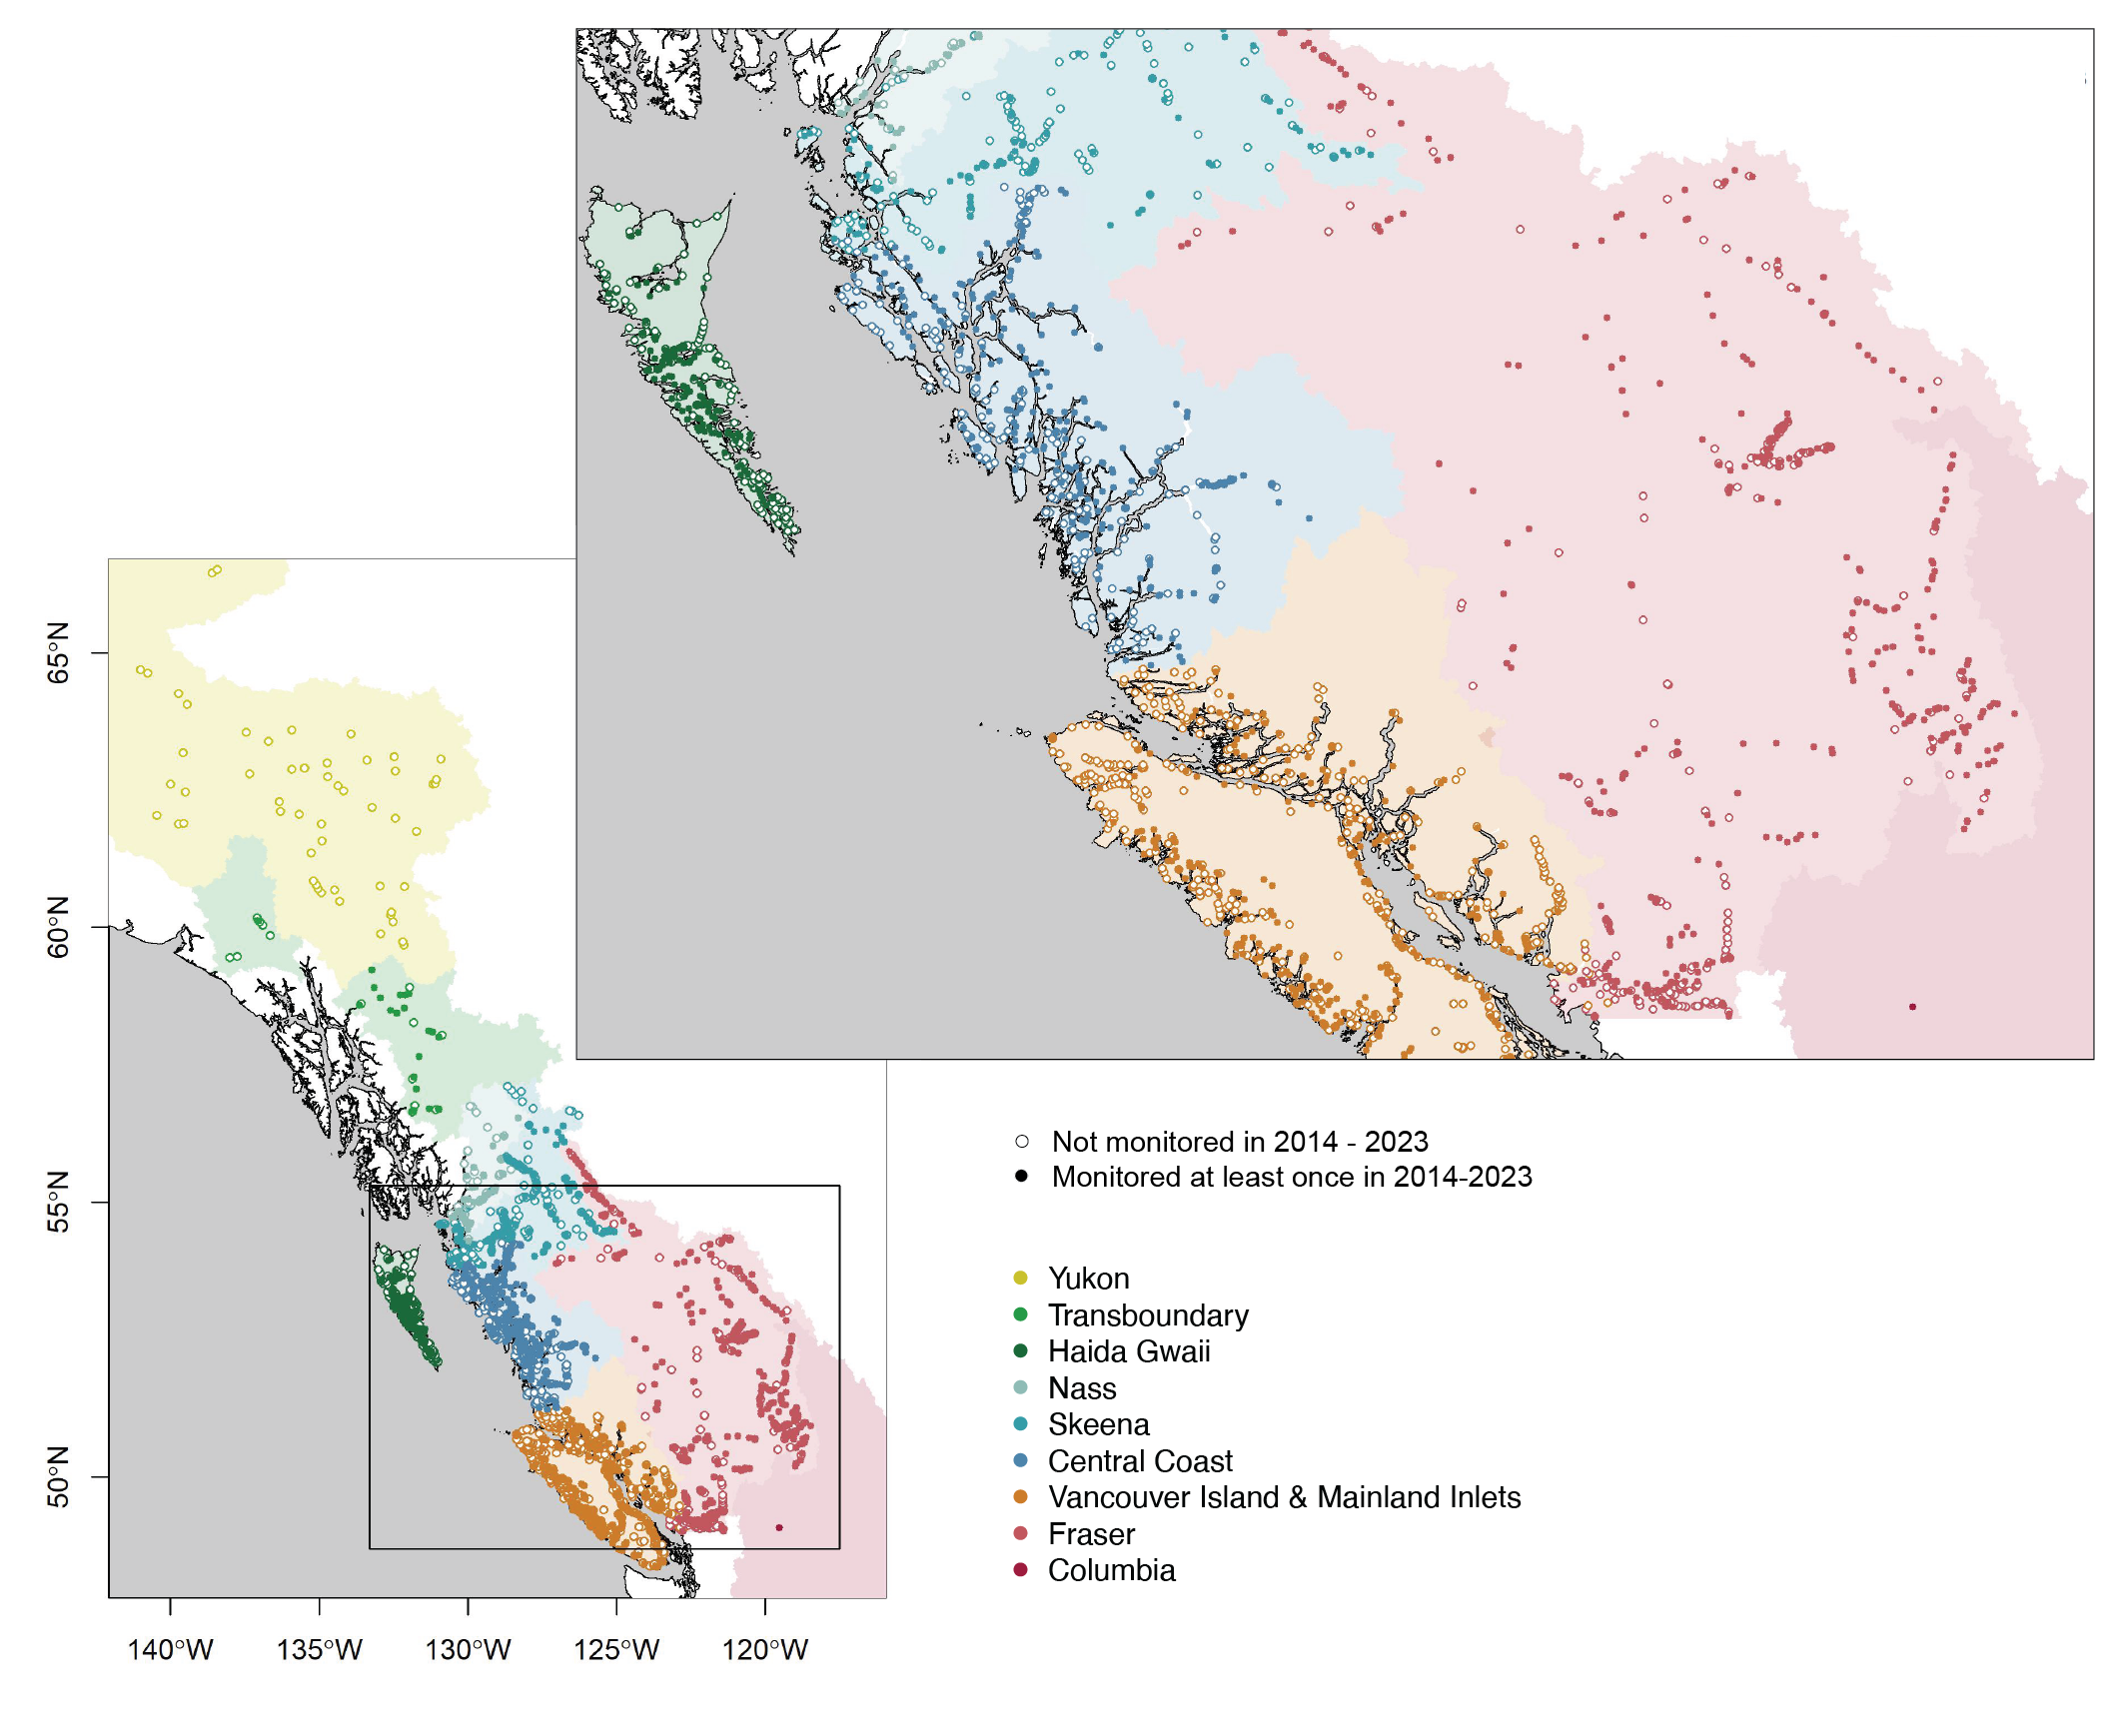 65°N
60°N
55°N
50°N
140°W
135°W
130°W
125°W
120°W
Not monitored in 2014 - 2023
Monitored at least once in 2014-2023
Yukon
Transboundary
Haida Gwaii
Nass
Skeena
Central Coast
Vancouver Island & Mainland Inlets
Fraser
Columbia